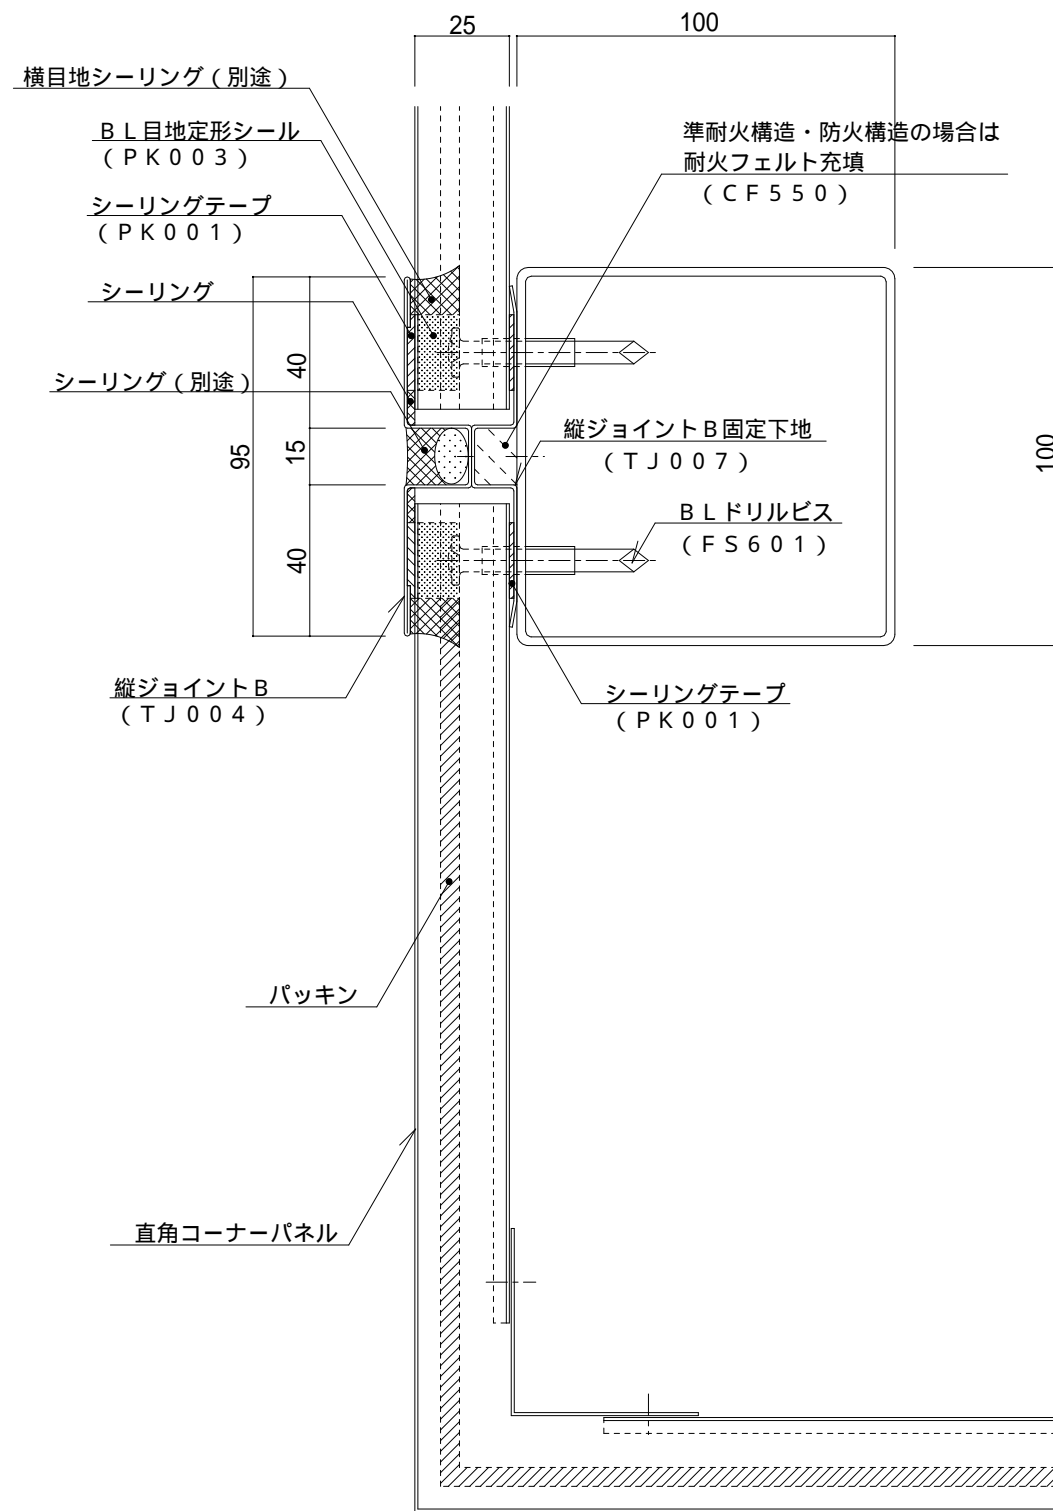 25
100
横目地シーリング(別途)
BL目地定形シール
(PK003)
シーリングテープ
(PK001)
シーリング
シーリング(別途)
準耐火構造・防火構造の場合は
耐火フェルト充填
(CF550)
40
15
40
95
100
縦ジョイントB固定下地
(TJ007)
BLドリルビス
(FS601)
縦ジョイントB
(TJ004)
シーリングテープ
(PK001)
パッキン
直角コーナーパネル